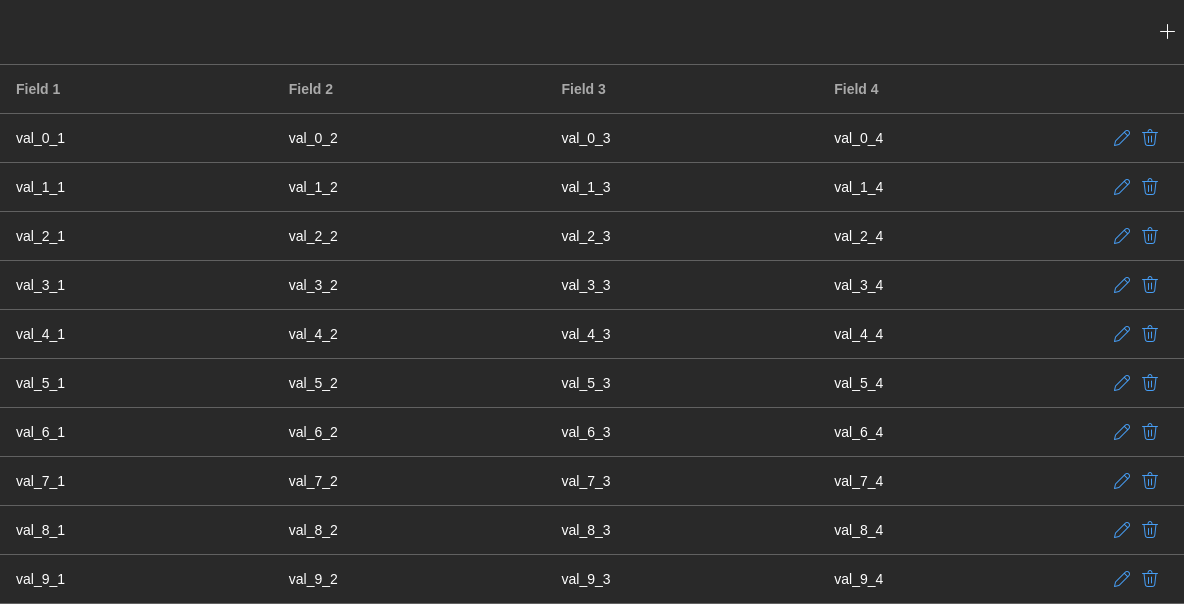 Field 1 Field 2 Field 3 Field 4
val_0_1 val_0_2 val_0_3 val_0_4
val_1_1 val_1_2 val_1_3 val_1_4
val_2_1 val_2_2 val_2_3 val_2_4
val_3_1 val_3_2 val_3_3 val_3_4
val_4_1 val_4_2 val_4_3 val_4_4
val_5_1 val_5_2 val_5_3 val_5_4
val_6_1 val_6_2 val_6_3 val_6_4
val_7_1 val_7_2 val_7_3 val_7_4
val_8_1 val_8_2 val_8_3 val_8_4
val_9_1 val_9_2 val_9_3 val_9_4